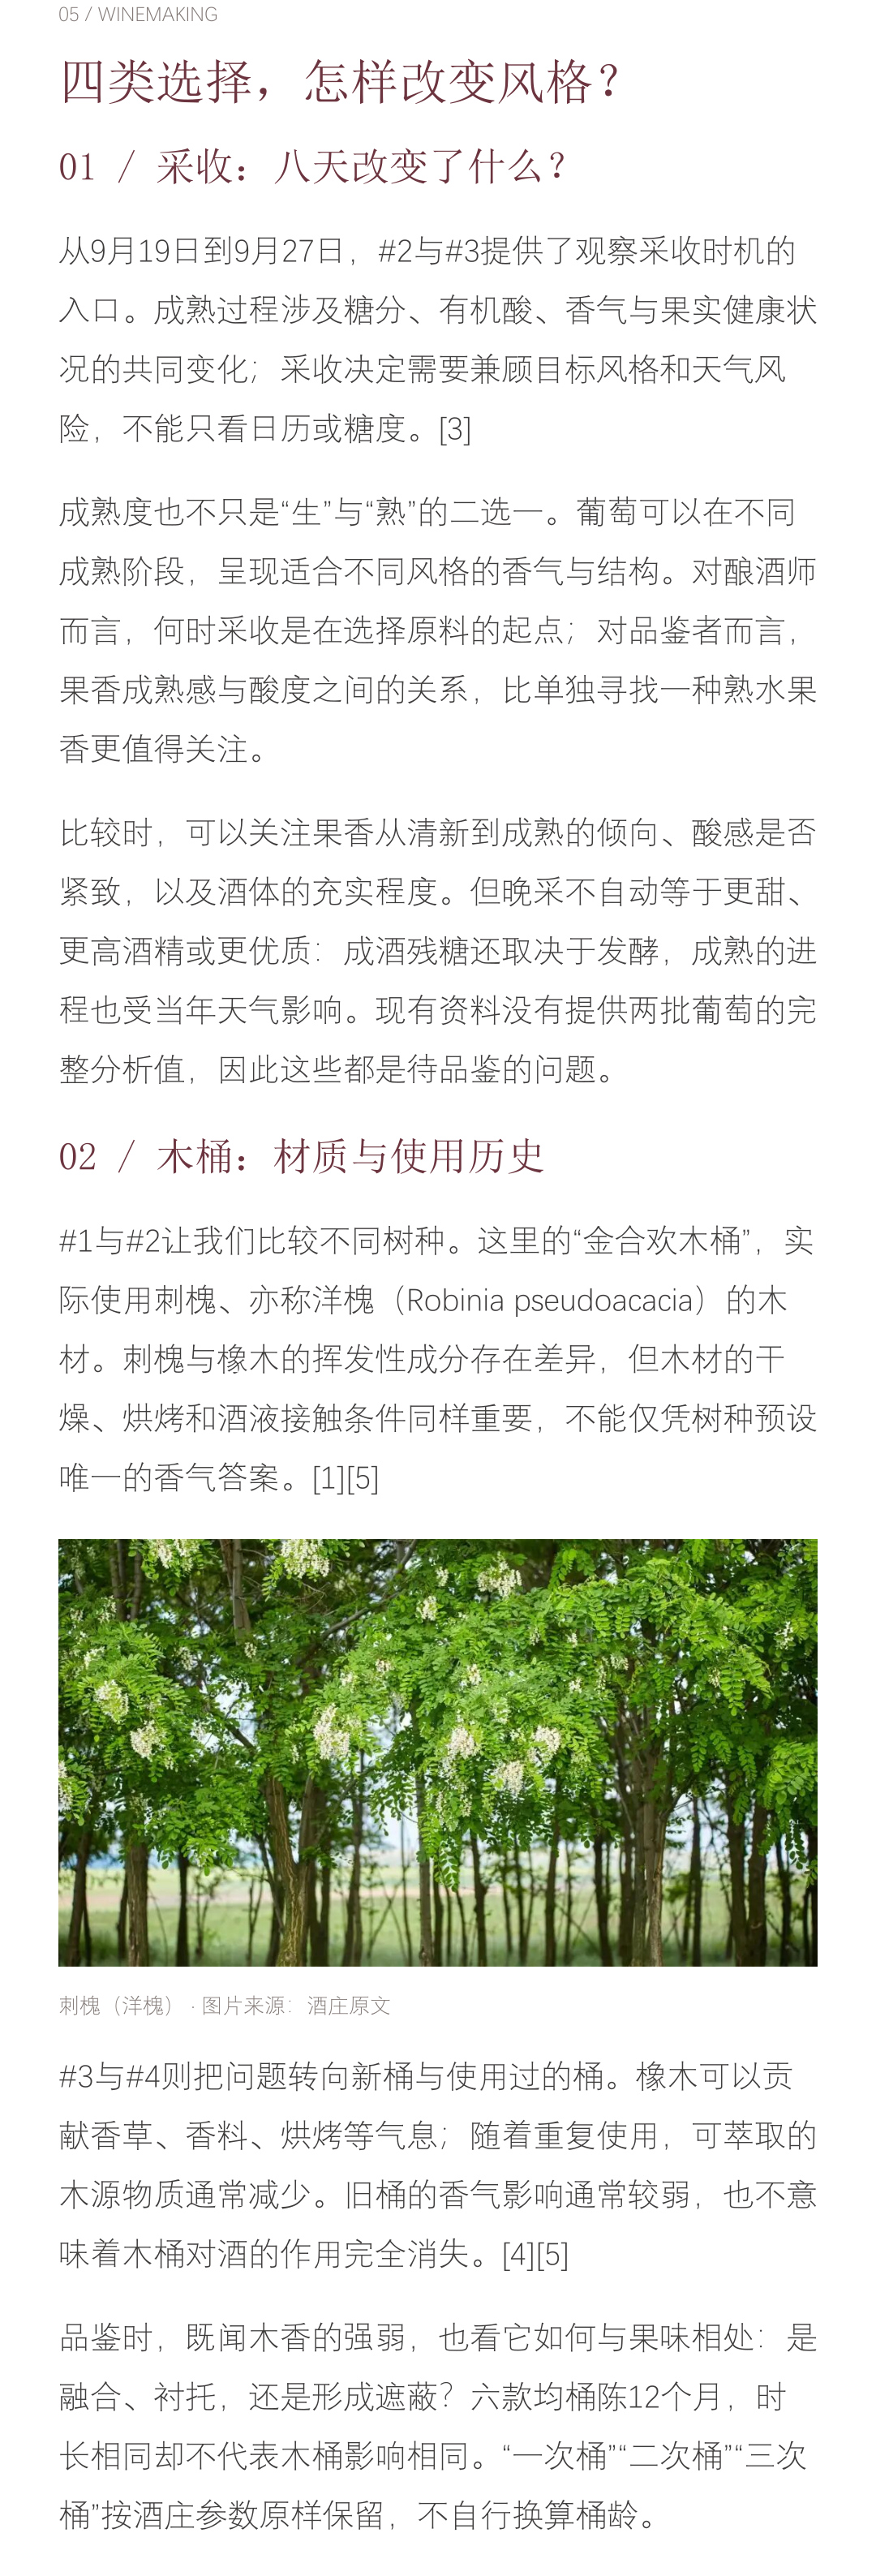 05 / WINEMAKING
四类选择，怎样改变风格？
01 / 采收：八天改变了什么？
从9月19日到9月27日，#2与#3提供了观察采收时机的
入口。成熟过程涉及糖分、有机酸、香气与果实健康状
况的共同变化；采收决定需要兼顾目标风格和天气风
险，不能只看日历或糖度。[3]
成熟度也不只是“生”与“熟”的二选一。葡萄可以在不同
成熟阶段，呈现适合不同风格的香气与结构。对酿酒师
而言，何时采收是在选择原料的起点；对品鉴者而言，
果香成熟感与酸度之间的关系，比单独寻找一种熟水果
香更值得关注。
比较时，可以关注果香从清新到成熟的倾向、酸感是否
紧致，以及酒体的充实程度。但晚采不自动等于更甜、
更高酒精或更优质：成酒残糖还取决于发酵，成熟的进
程也受当年天气影响。现有资料没有提供两批葡萄的完
整分析值，因此这些都是待品鉴的问题。
02 / 木桶：材质与使用历史
#1与#2让我们比较不同树种。这里的“金合欢木桶”，实
际使用刺槐、亦称洋槐（Robinia pseudoacacia）的木
材。刺槐与橡木的挥发性成分存在差异，但木材的干
燥、烘烤和酒液接触条件同样重要，不能仅凭树种预设
唯一的香气答案。[1][5]
刺槐（洋槐） · 图片来源：酒庄原文
#3与#4则把问题转向新桶与使用过的桶。橡木可以贡
献香草、香料、烘烤等气息；随着重复使用，可萃取的
木源物质通常减少。旧桶的香气影响通常较弱，也不意
味着木桶对酒的作用完全消失。[4][5]
品鉴时，既闻木香的强弱，也看它如何与果味相处：是
融合、衬托，还是形成遮蔽？六款均桶陈12个月，时
长相同却不代表木桶影响相同。“一次桶”“二次桶”“三次
桶”按酒庄参数原样保留，不自行换算桶龄。